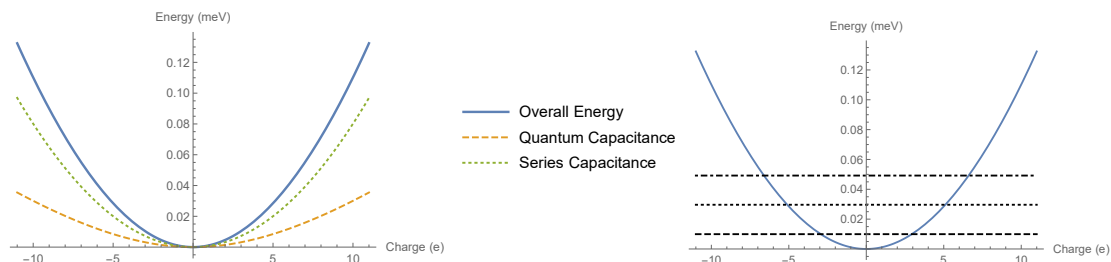 Energy (meV)
0.12
0.10
0.08
0.06
0.04
0.02
−10
−5
5
10
Charge (e)
Overall Energy
Quantum Capacitance
Series Capacitance
Energy (meV)
0.12
0.10
0.08
0.06
0.04
0.02
−10
−5
5
10
Charge (e)